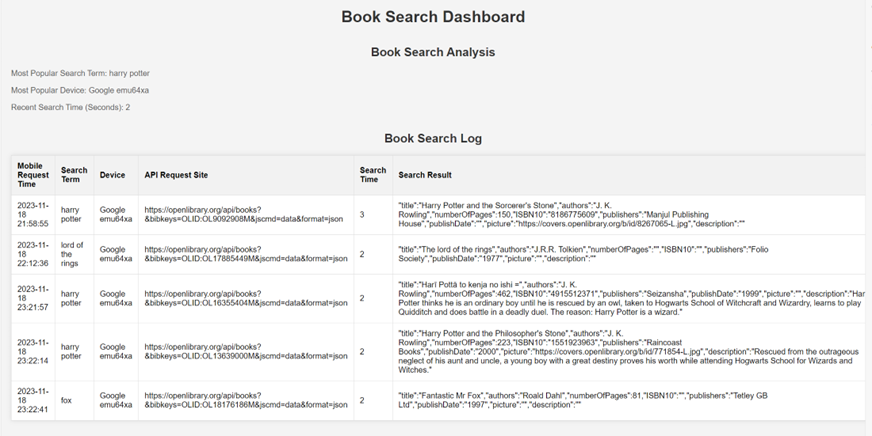 Book Search Dashboard
Book Search Analysis
Most Popular Search Term: harry potter
Most Popular Device: Google emu64xa
Recent Search Time (Seconds): 2
Book Search Log
Mobile Request Time
Search Term
Device
API Request Site
Search Time
Search Result
2023-11-
18
21:58:55
harry
potter
Google
emu64xa
https://openlibrary.org/api/books?
&bibkeys=OLID:OL9092908M&jscmd=data&format=json
3
"title":"Harry Potter and the Sorcerer's Stone","authors":"J. K.
Rowling","numberOfPages":150,"ISBN10":"8186775609","publishers":"Manjul Publishing
House","publishDate":"","picture":"https://covers.openlibrary.org/b/id/8267065-L.jpg","description":""
2023-11-
18
22:12:36
lord of
the
rings
Google
emu64xa
https://openlibrary.org/api/books?
&bibkeys=OLID:OL17885449M&jscmd=data&format=json
2
"title":"The lord of the rings","authors":"J.R.R. Tolkien","numberOfPages":"","ISBN10":"","publishers":"Folio
Society","publishDate":"1977","picture":"","description":""
2023-11-
18
23:21:57
harry
potter
Google
emu64xa
https://openlibrary.org/api/books?
&bibkeys=OLID:OL16355404M&jscmd=data&format=json
2
"title":"Harī Pottā to kenja no ishi =","authors":"J. K.
Rowling","numberOfPages":462,"ISBN10":"4915512371","publishers":"Seizansha","publishDate":"1999","picture":"","description":"Har
Potter thinks he is an ordinary boy until he is rescued by an owl, taken to Hogwarts School of Witchcraft and Wizardry, learns to play
Quidditch and does battle in a deadly duel. The reason: Harry Potter is a wizard."
2023-11-
18
23:22:14
harry
potter
Google
emu64xa
https://openlibrary.org/api/books?
&bibkeys=OLID:OL13639000M&jscmd=data&format=json
2
"title":"Harry Potter and the Philosopher's Stone","authors":"J. K.
Rowling","numberOfPages":223,"ISBN10":"1551923963","publishers":"Raincoast
Books","publishDate":"2000","picture":"https://covers.openlibrary.org/b/id/771854-L.jpg","description":"Rescued from the outrageous
neglect of his aunt and uncle, a young boy with a great destiny proves his worth while attending Hogwarts School for Wizards and
Witches."
2023-11-
18
23:22:41
fox
Google
emu64xa
https://openlibrary.org/api/books?
&bibkeys=OLID:OL18176186M&jscmd=data&format=json
2
"title":"Fantastic Mr Fox","authors":"Roald Dahl","numberOfPages":81,"ISBN10":"","publishers":"Tetley GB
Ltd","publishDate":"1997","picture":"","description":""